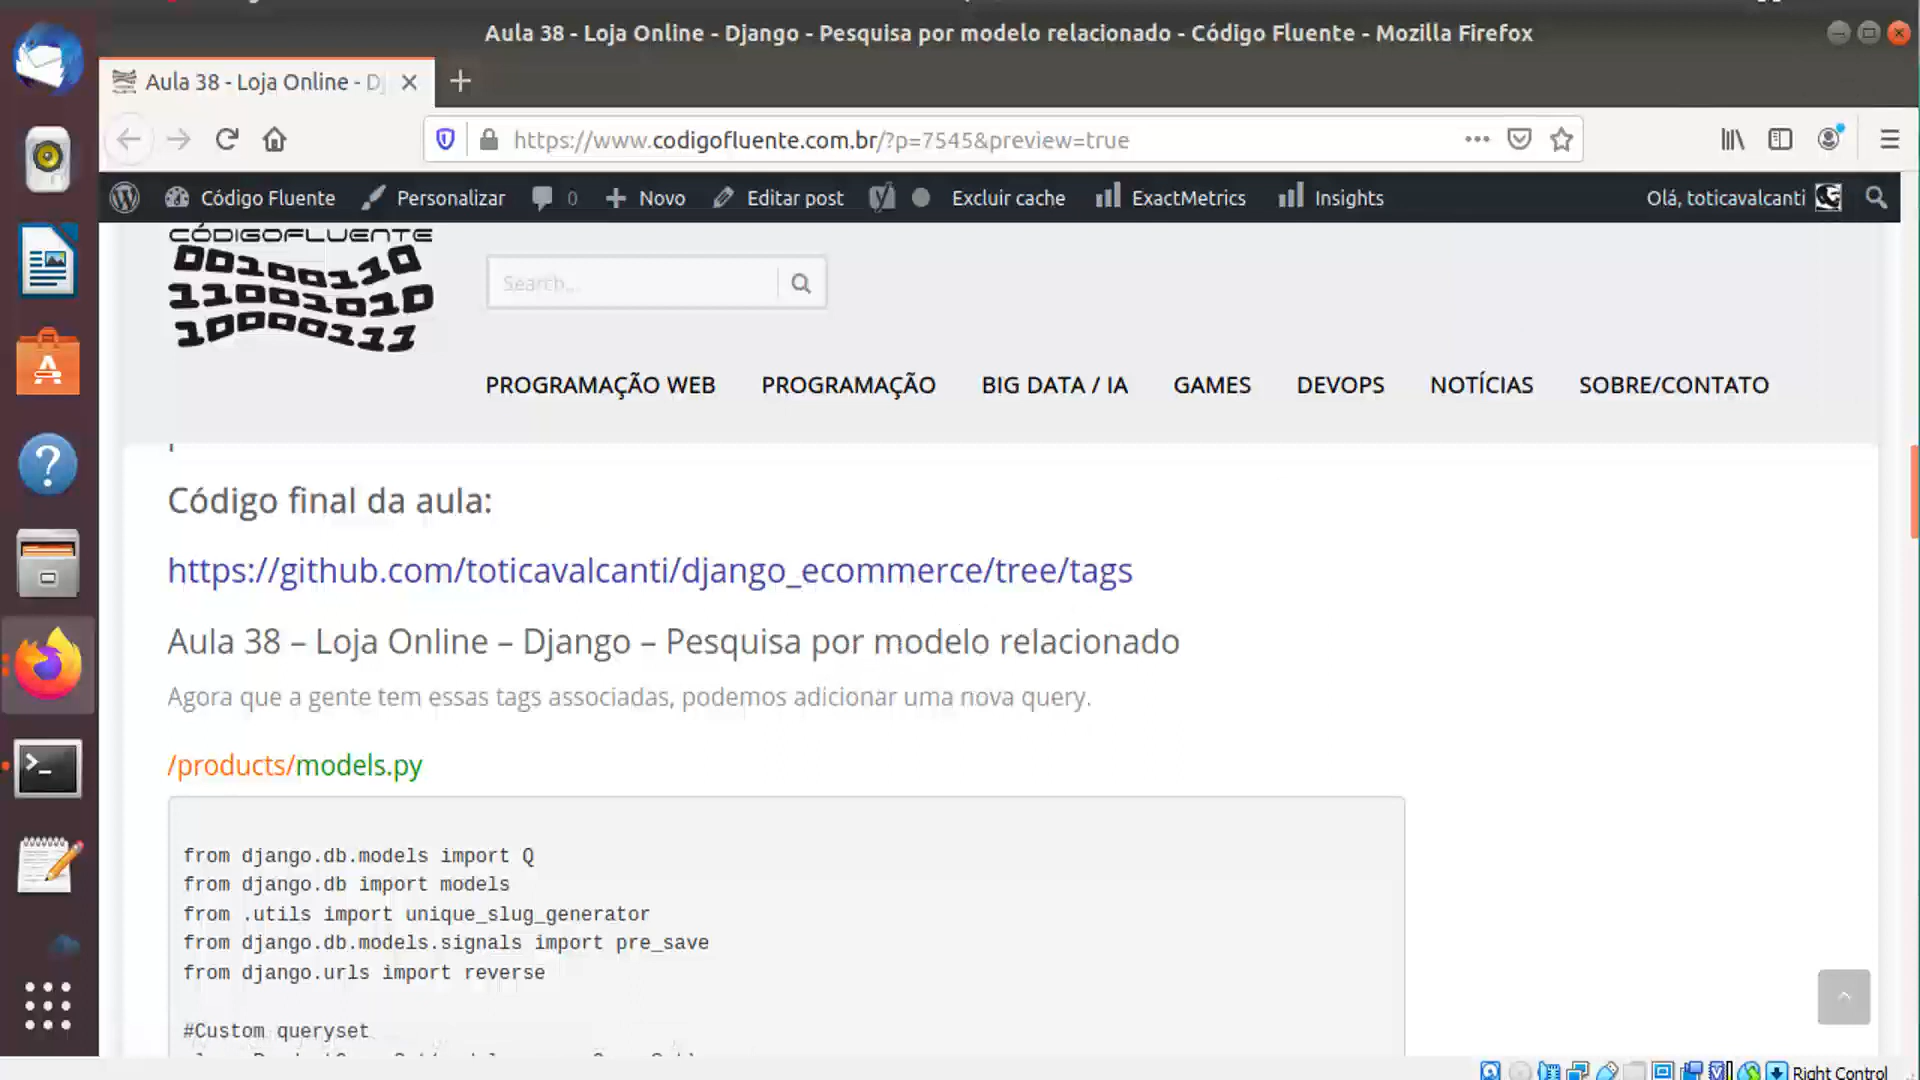 Aula 38 - Loja Online - Django - Pesquisa por modelo relacionado - Código Fluente - Mozilla Firefox
Aula 38 - Loja Online - Dj
https://www.codigofluente.com.br/?p=7545&preview=true
Código Fluente Personalizar 0 Novo Editar post Excluir cache ExactMetrics Insights Olá, toticavalcanti
CÓDIGOFLUENTE
00100110
11001010
10000111
Search...
PROGRAMAÇÃO WEB PROGRAMAÇÃO BIG DATA / IA GAMES DEVOPS NOTÍCIAS SOBRE/CONTATO
Código final da aula:
https://github.com/toticavalcanti/django_ecommerce/tree/tags
Aula 38 – Loja Online – Django – Pesquisa por modelo relacionado
Agora que a gente tem essas tags associadas, podemos adicionar uma nova query.
/products/models.py
from django.db.models import Q
from django.db import models
from .utils import unique_slug_generator
from django.db.models.signals import pre_save
from django.urls import reverse
#Custom queryset
Right Control